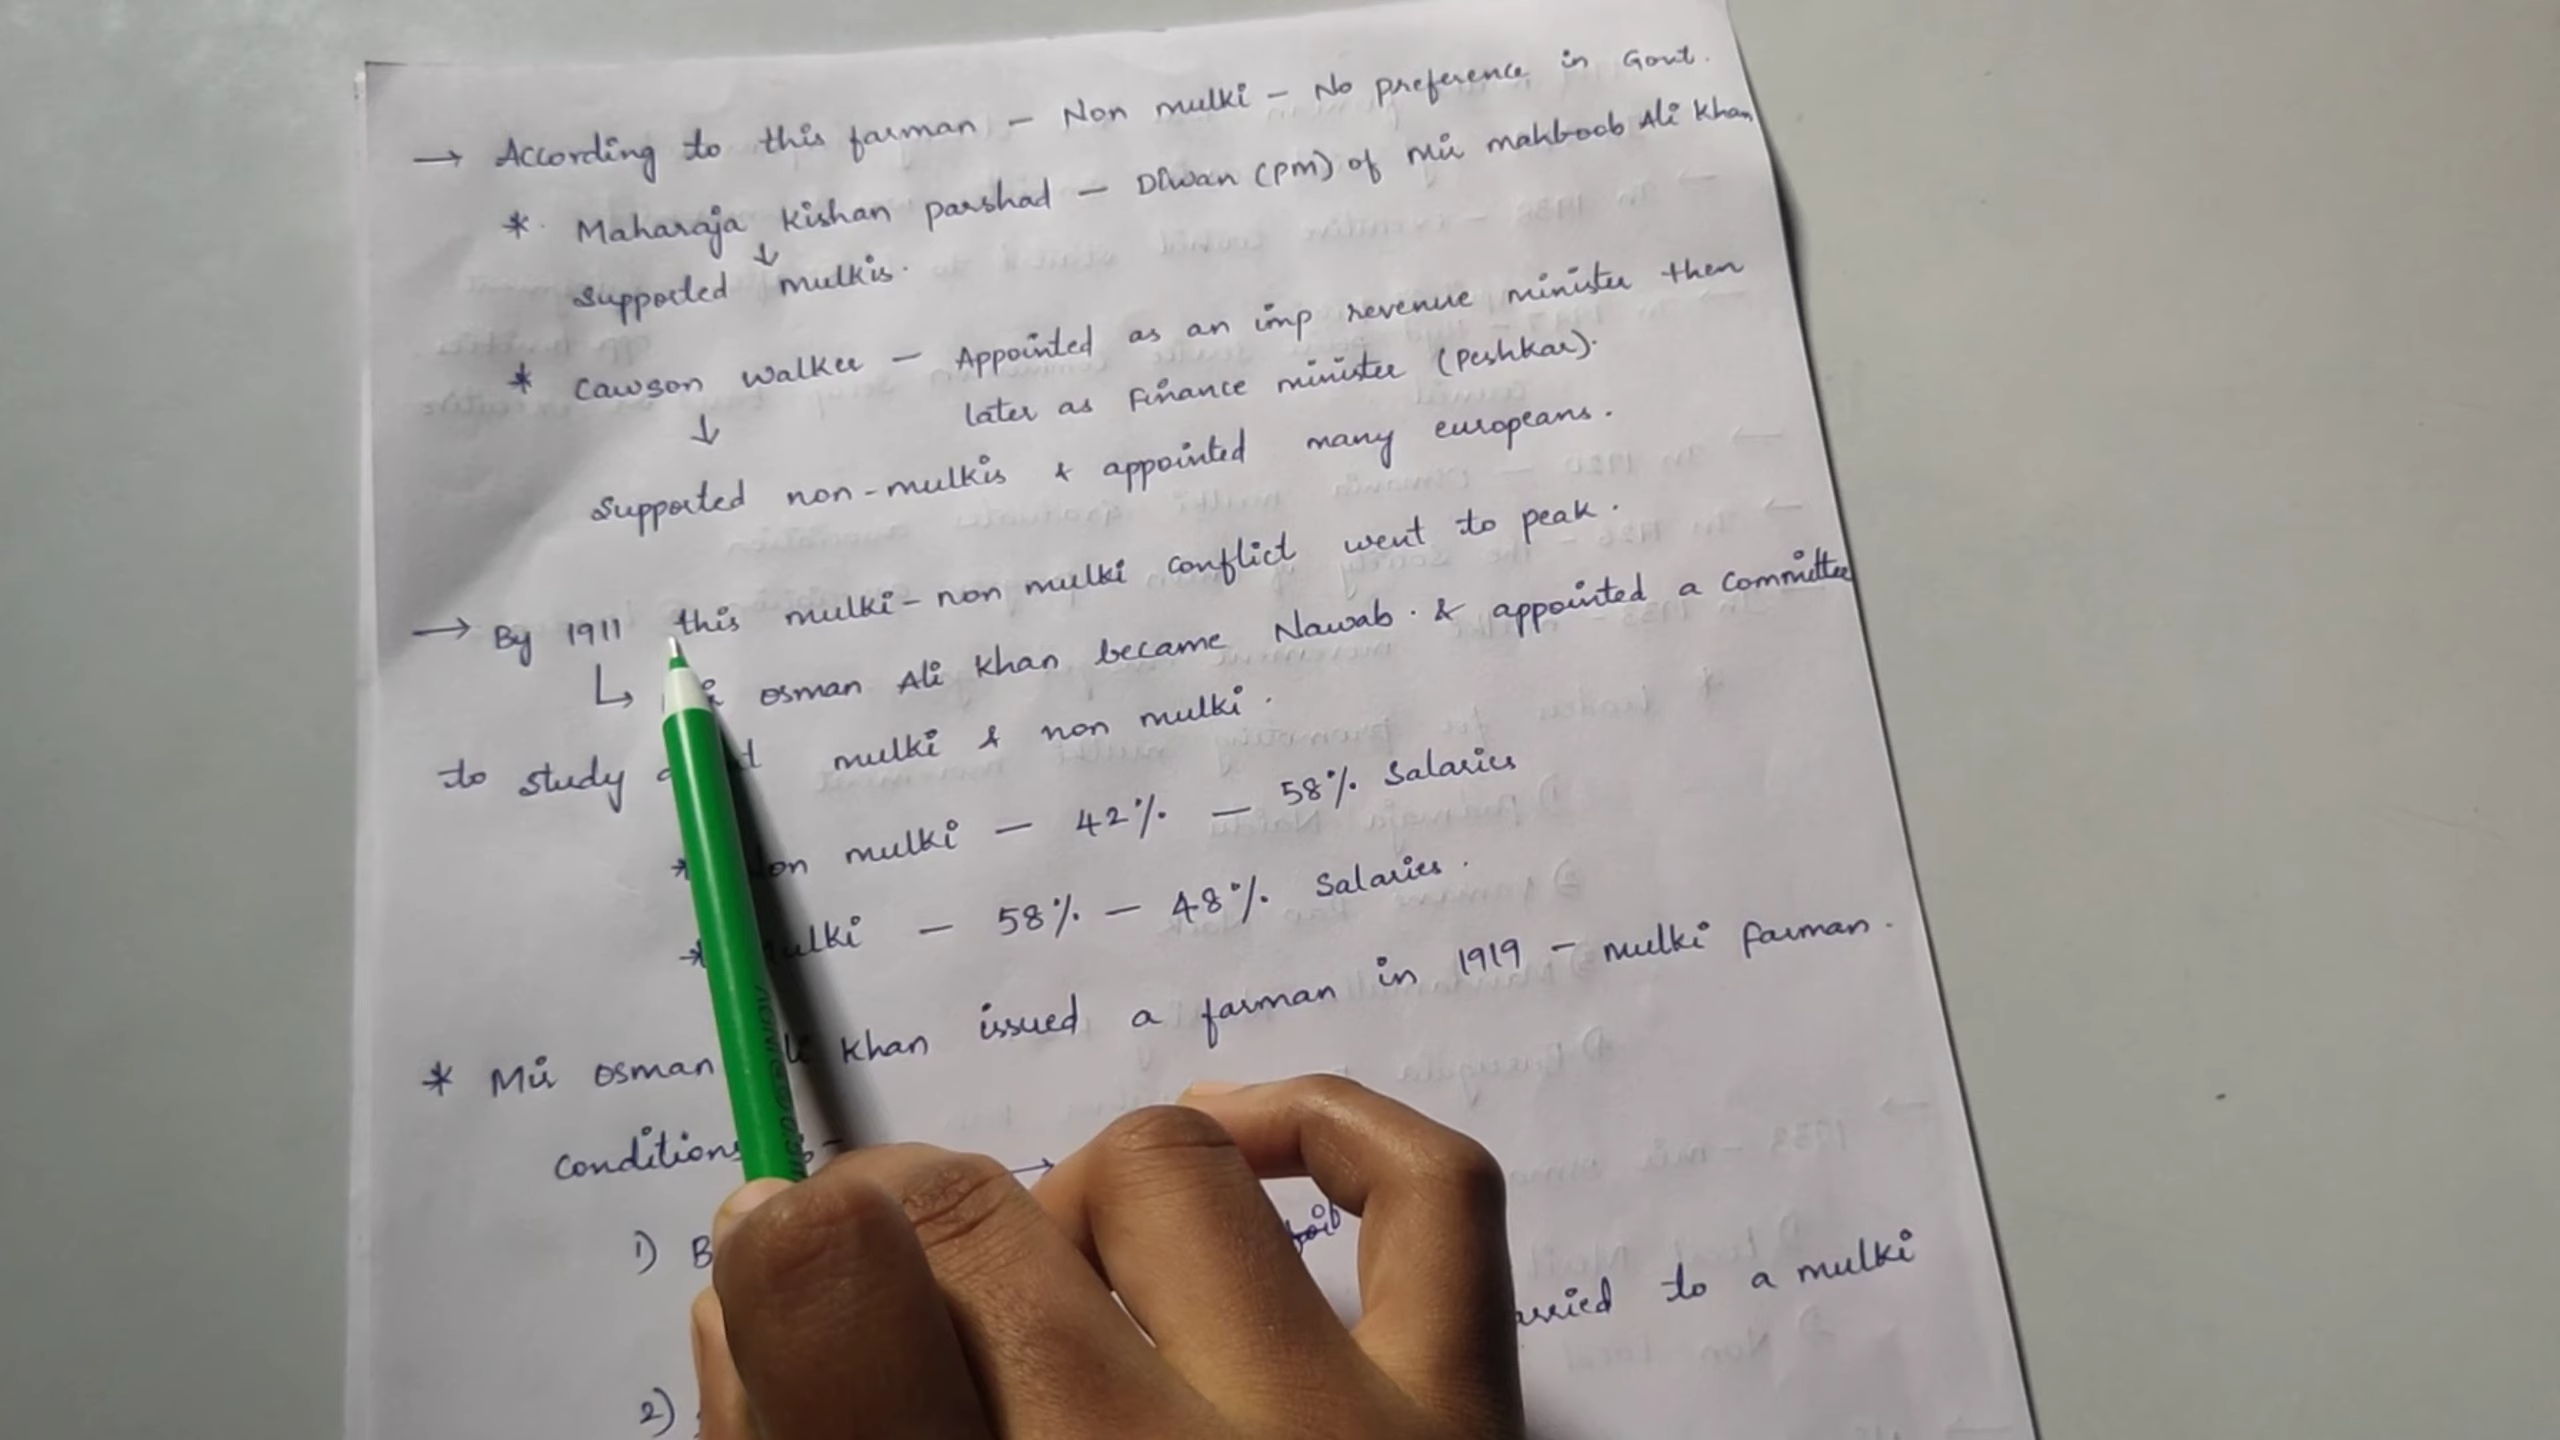 → According to this farman - Non mulki - No preference in Govt.
* Maharaja Kishan parshad - Diwan (PM) of Mir mahboob Ali Khan
↓
Supported mulkis.
* Cawson walker - Appointed as an imp revenue minister then
later as Finance minister (Peshkar).
↓
Supported non-mulkis & appointed many europeans.
→ By 1911 this mulki-non mulki conflict went to peak.
↳ osman Ali Khan became Nawab. & appointed a Committee
to study mulki & non mulki.
* Non mulki - 42% - 58% Salaries
* Mulki - 58% - 48% Salaries.
* Mir osman Ali Khan issued a farman in 1919 - mulki farman.
Conditions - →
1) B
married to a mulki
2)